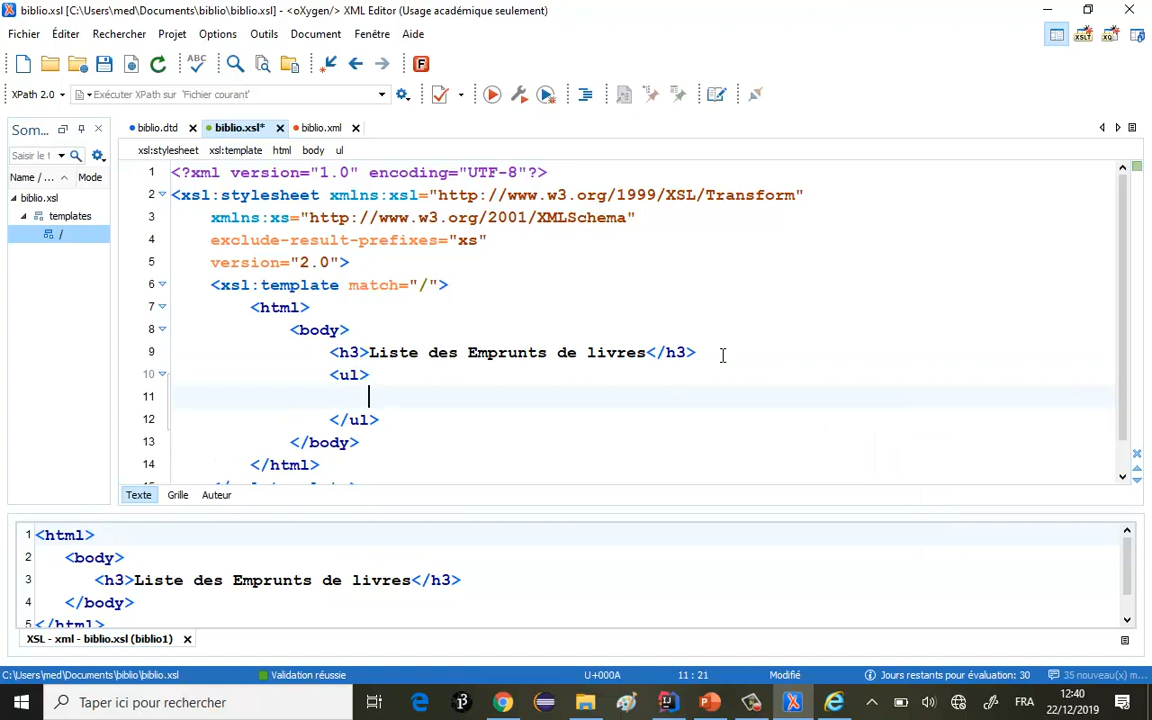 biblio.xsl [C:\Users\med\Documents\biblio\biblio.xsl] - <oXygen/> XML Editor (Usage académique seulement)
Fichier Éditer Rechercher Projet Options Outils Document Fenêtre Aide
XPath 2.0 Exécuter XPath sur 'Fichier courant'
Som...
biblio.dtd biblio.xsl* biblio.xml
Saisir le t
xsl:stylesheet xsl:template html body ul
Name / ... Mode
biblio.xsl
templates
/
1 <?xml version="1.0" encoding="UTF-8"?>
2 <xsl:stylesheet xmlns:xsl="http://www.w3.org/1999/XSL/Transform"
3 xmlns:xs="http://www.w3.org/2001/XMLSchema"
4 exclude-result-prefixes="xs"
5 version="2.0">
6 <xsl:template match="/">
7 <html>
8 <body>
9 <h3>Liste des Emprunts de livres</h3>
10 <ul>
11
12 </ul>
13 </body>
14 </html>
Texte Grille Auteur
1 <html>
2 <body>
3 <h3>Liste des Emprunts de livres</h3>
4 </body>
5 </html>
XSL - xml - biblio.xsl (biblio1)
C:\Users\med\Documents\biblio\biblio.xsl Validation réussie U+000A 11 : 21 Modifié Jours restants pour évaluation: 30 35 nouveau(x) m...
Taper ici pour rechercher
FRA
12:40
22/12/2019